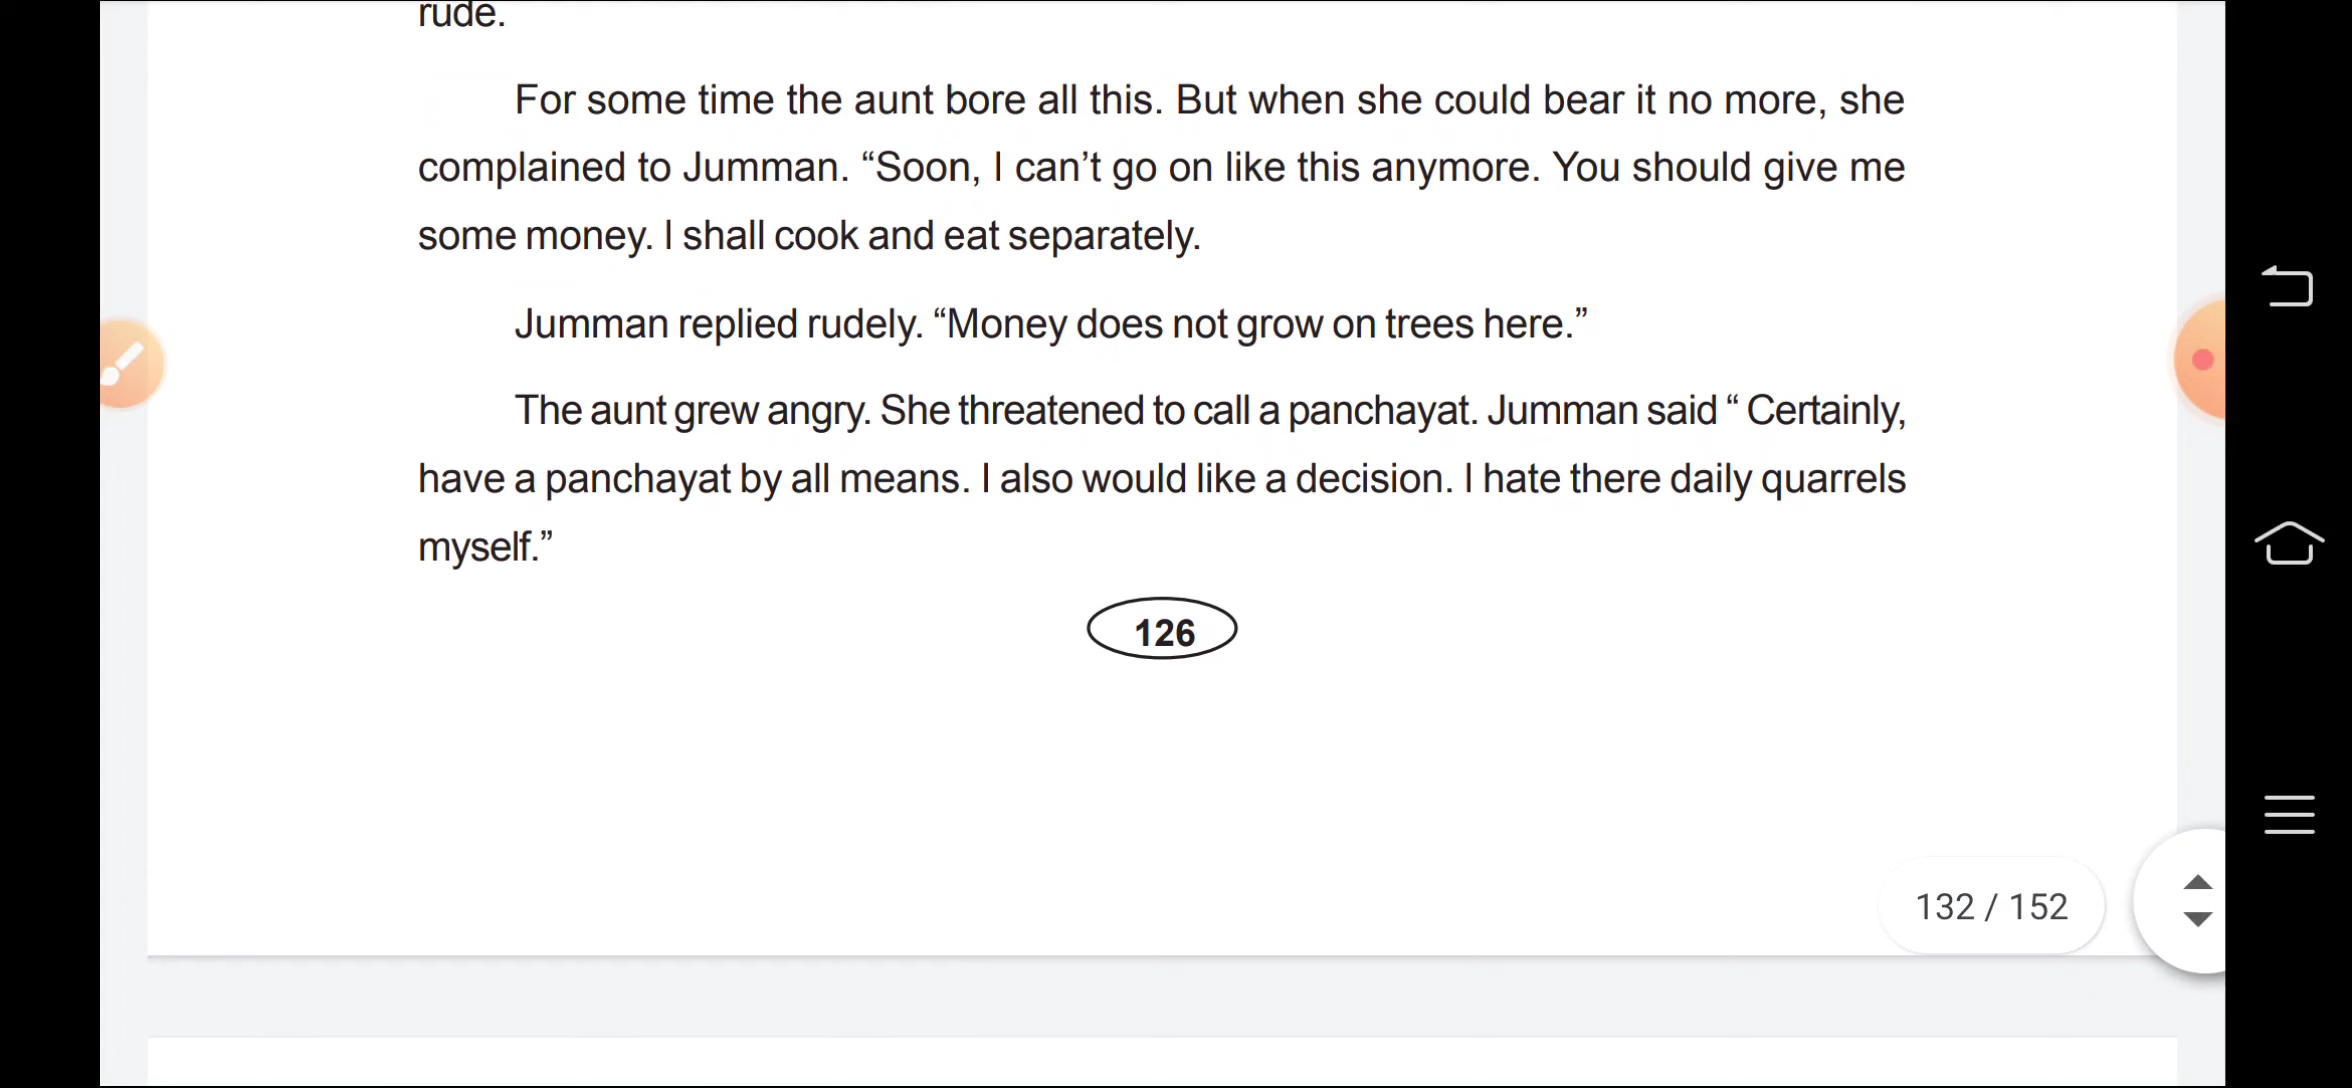 rude.
For some time the aunt bore all this. But when she could bear it no more, she
complained to Jumman. “Soon, I can’t go on like this anymore. You should give me
some money. I shall cook and eat separately.
Jumman replied rudely. “Money does not grow on trees here.”
The aunt grew angry. She threatened to call a panchayat. Jumman said “ Certainly,
have a panchayat by all means. I also would like a decision. I hate there daily quarrels
myself.”
126
132 / 152